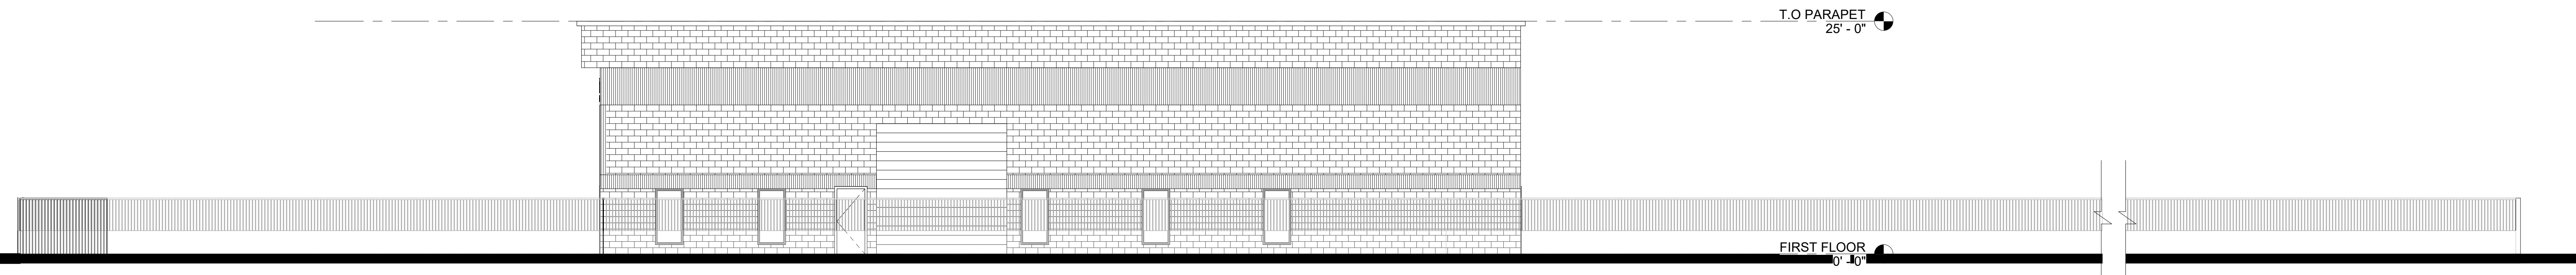 T.O PARAPET
25' - 0"
FIRST FLOOR
0' - 0"